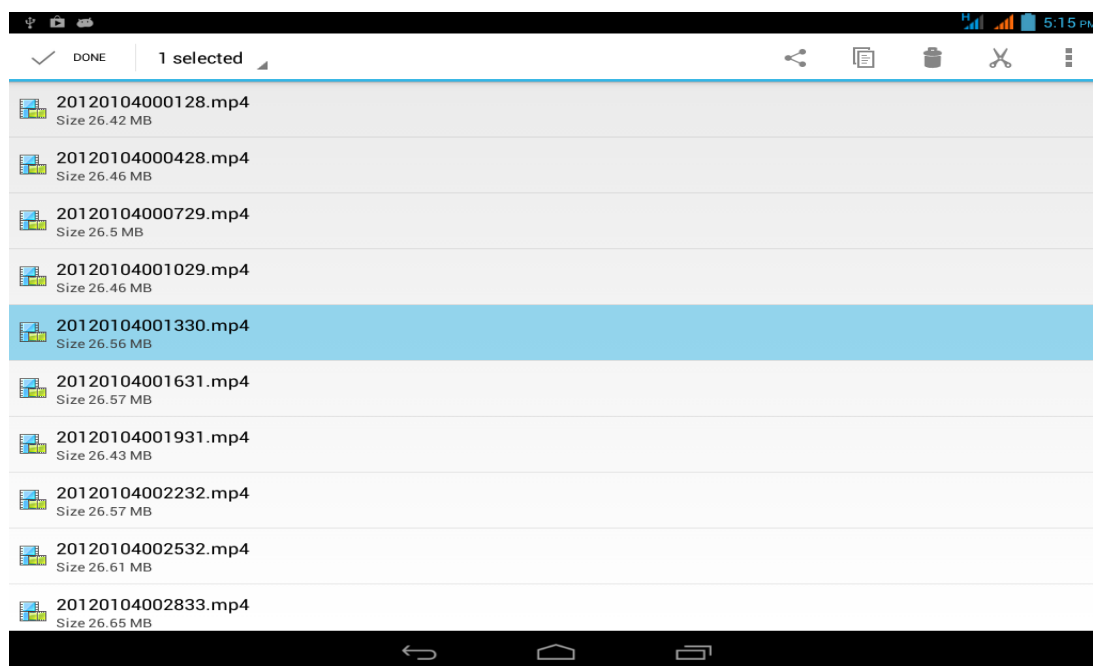 H 5:15 PM
DONE 1 selected
20120104000128.mp4
Size 26.42 MB
20120104000428.mp4
Size 26.46 MB
20120104000729.mp4
Size 26.5 MB
20120104001029.mp4
Size 26.46 MB
20120104001330.mp4
Size 26.56 MB
20120104001631.mp4
Size 26.57 MB
20120104001931.mp4
Size 26.43 MB
20120104002232.mp4
Size 26.57 MB
20120104002532.mp4
Size 26.61 MB
20120104002833.mp4
Size 26.65 MB